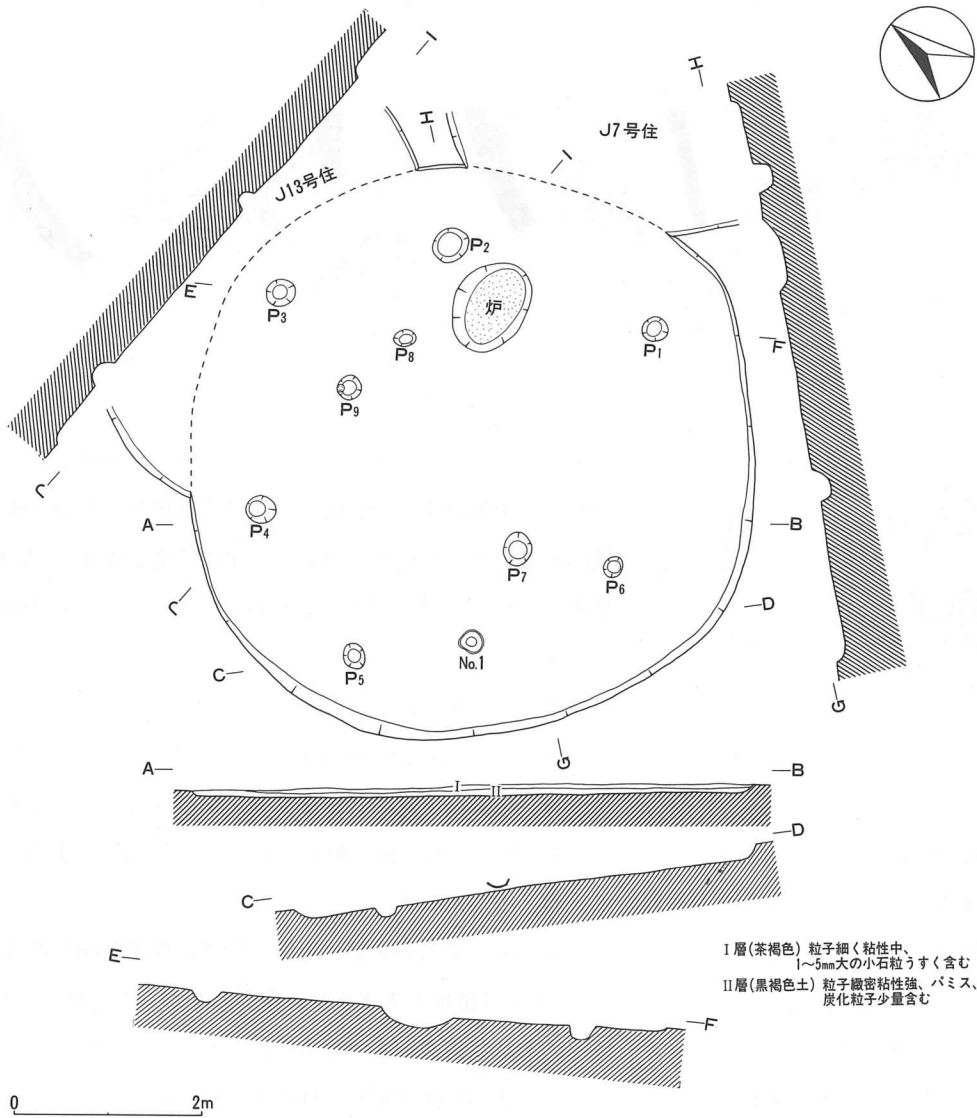 I
H
H
J7号住
J13号住
I
P2
E
P3
炉
P1
P8
F
P9
J
A
P4
B
P7
P6
J
D
C
P5
No.1
G
G
A
I
II
B
D
C
I層(茶褐色) 粒子細く粘性中、
1〜5mm大の小石粒うすく含む
II層(黒褐色土) 粒子緻密粘性強、パミス、
炭化粒子少量含む
E
F
0
2m